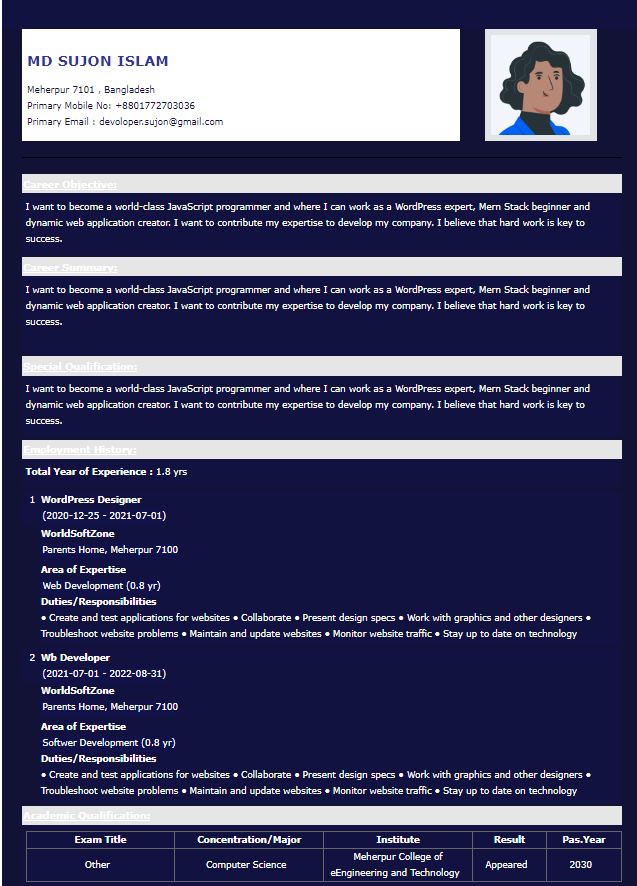 MD SUJON ISLAM
Meherpur 7101 , Bangladesh
Primary Mobile No: +8801772703036
Primary Email : devoloper.sujon@gmail.com
Career Objective:
I want to become a world-class JavaScript programmer and where I can work as a WordPress expert, Mern Stack beginner and
dynamic web application creator. I want to contribute my expertise to develop my company. I believe that hard work is key to
success.
Career Summary:
I want to become a world-class JavaScript programmer and where I can work as a WordPress expert, Mern Stack beginner and
dynamic web application creator. I want to contribute my expertise to develop my company. I believe that hard work is key to
success.
Special Qualification:
I want to become a world-class JavaScript programmer and where I can work as a WordPress expert, Mern Stack beginner and
dynamic web application creator. I want to contribute my expertise to develop my company. I believe that hard work is key to
success.
Employment History:
Total Year of Experience : 1.8 yrs
1 WordPress Designer
(2020-12-25 - 2021-07-01)
WorldSoftZone
Parents Home, Meherpur 7100
Area of Expertise
Web Development (0.8 yr)
Duties/Responsibilities
● Create and test applications for websites ● Collaborate ● Present design specs ● Work with graphics and other designers ●
Troubleshoot website problems ● Maintain and update websites ● Monitor website traffic ● Stay up to date on technology
2 Wb Developer
(2021-07-01 - 2022-08-31)
WorldSoftZone
Parents Home, Meherpur 7100
Area of Expertise
Softwer Development (0.8 yr)
Duties/Responsibilities
● Create and test applications for websites ● Collaborate ● Present design specs ● Work with graphics and other designers ●
Troubleshoot website problems ● Maintain and update websites ● Monitor website traffic ● Stay up to date on technology
Academic Qualification:
Exam Title Concentration/Major Institute Result Pas.Year
Other Computer Science Meherpur College of eEngineering and Technology Appeared 2030